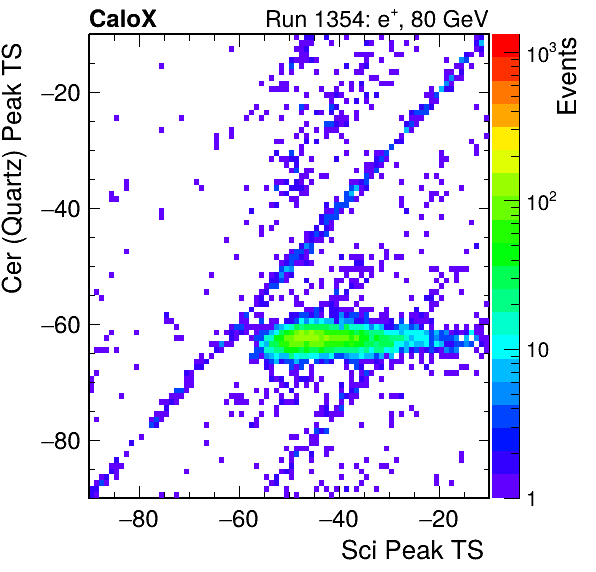 CaloX
Run 1354: e⁺, 80 GeV
Cer (Quartz) Peak TS
−20
−40
−60
−80
−80
−60
−40
−20
Sci Peak TS
Events
10³
10²
10
1